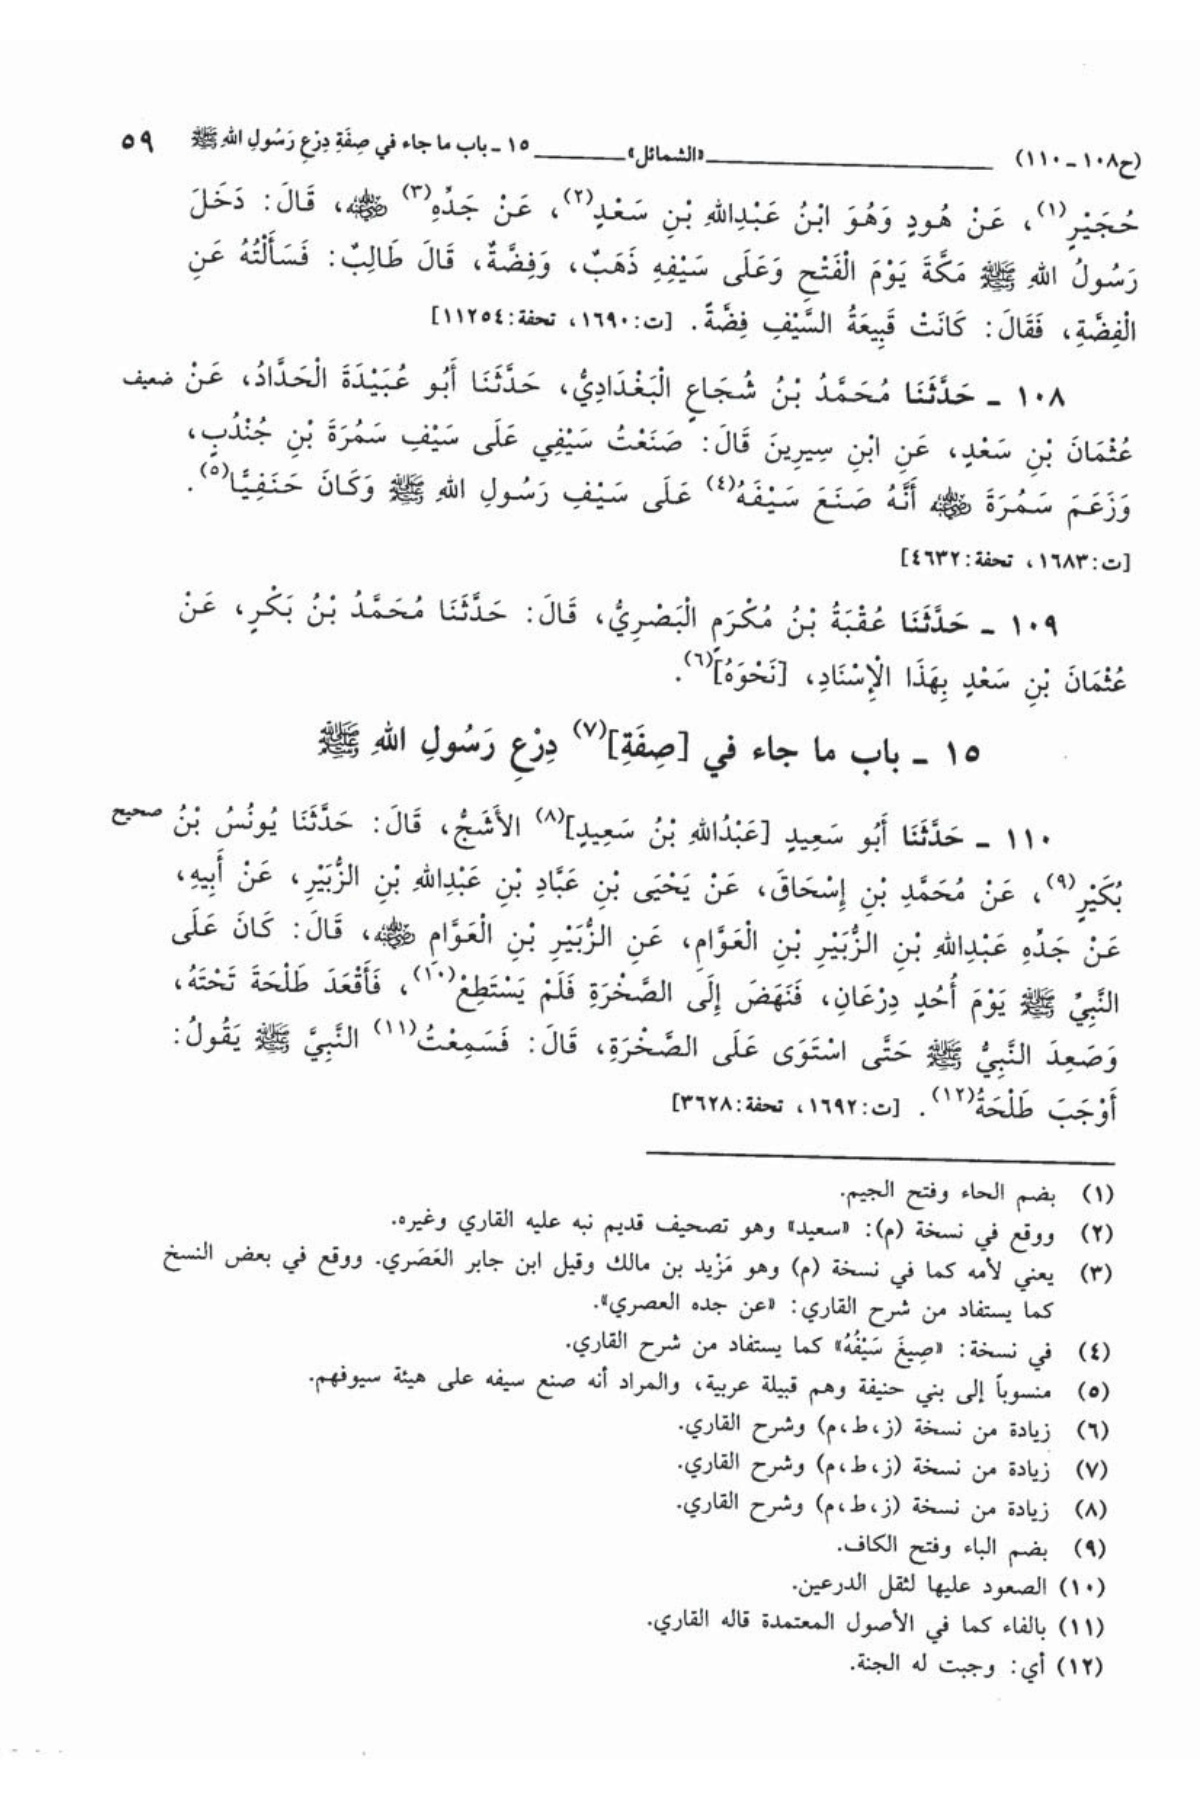 (ح١٠٨ـ١١٠) «الشمائل» ١٥ ـ باب ما جاء في صِفَةِ دِرْعِ رَسُولِ اللهِ ﷺ ٥٩
حُجَيْرٍ(١)، عَنْ هُودٍ وَهُوَ ابْنُ عَبْدِاللهِ بْنِ سَعْدٍ(٢)، عَنْ جَدِّهِ(٣) رضي الله عنه، قَالَ: دَخَلَ
رَسُولُ اللهِ ﷺ مَكَّةَ يَوْمَ الْفَتْحِ وَعَلَى سَيْفِهِ ذَهَبٌ، وَفِضَّةٌ، قَالَ طَالِبٌ: فَسَأَلْتُهُ عَنِ
الْفِضَّةِ، فَقَالَ: كَانَتْ قَبِيعَةُ السَّيْفِ فِضَّةً. [ت:١٦٩٠، تحفة:١١٢٥٤]
١٠٨ ـ حَدَّثَنَا مُحَمَّدُ بْنُ شُجَاعٍ الْبَغْدَادِيُّ، حَدَّثَنَا أَبُو عُبَيْدَةَ الْحَدَّادُ، عَنْ ضعيف
عُثْمَانَ بْنِ سَعْدٍ، عَنِ ابْنِ سِيرِينَ قَالَ: صَنَعْتُ سَيْفِي عَلَى سَيْفِ سَمُرَةَ بْنِ جُنْدُبٍ،
وَزَعَمَ سَمُرَةَ رضي الله عنه أَنَّهُ صَنَعَ سَيْفَهُ(٤) عَلَى سَيْفِ رَسُولِ اللهِ ﷺ وَكَانَ حَنَفِيًّا(٥).
[ت:١٦٨٣، تحفة:٤٦٣٢]
١٠٩ ـ حَدَّثَنَا عُقْبَةُ بْنُ مُكْرَمٍ الْبَصْرِيُّ، قَالَ: حَدَّثَنَا مُحَمَّدُ بْنُ بَكْرٍ، عَنْ
عُثْمَانَ بْنِ سَعْدٍ بِهَذَا الْإِسْنَادِ، [نَحْوَهُ](٦).
١٥ ـ باب ما جاء في [صِفَةِ](٧) دِرْعِ رَسُولِ اللهِ ﷺ
١١٠ ـ حَدَّثَنَا أَبُو سَعِيدٍ [عَبْدُاللهِ بْنُ سَعِيدٍ](٨) الأَشَجُّ، قَالَ: حَدَّثَنَا يُونُسُ بْنُ صحيح
بُكَيْرٍ(٩)، عَنْ مُحَمَّدِ بْنِ إِسْحَاقَ، عَنْ يَحْيَى بْنِ عَبَّادِ بْنِ عَبْدِاللهِ بْنِ الزُّبَيْرِ، عَنْ أَبِيهِ،
عَنْ جَدِّهِ عَبْدِاللهِ بْنِ الزُّبَيْرِ بْنِ الْعَوَّامِ، عَنِ الزُّبَيْرِ بْنِ الْعَوَّامِ رضي الله عنه، قَالَ: كَانَ عَلَى
النَّبِيِّ ﷺ يَوْمَ أُحُدٍ دِرْعَانِ، فَنَهَضَ إِلَى الصَّخْرَةِ فَلَمْ يَسْتَطِعْ(١٠)، فَأَقْعَدَ طَلْحَةَ تَحْتَهُ،
وَصَعِدَ النَّبِيُّ ﷺ حَتَّى اسْتَوَى عَلَى الصَّخْرَةِ، قَالَ: فَسَمِعْتُ(١١) النَّبِيَّ ﷺ يَقُولُ:
أَوْجَبَ طَلْحَةُ(١٢). [ت:١٦٩٢، تحفة:٣٦٢٨]
(١) بضم الحاء وفتح الجيم.
(٢) ووقع في نسخة (م): «سعيد» وهو تصحيف قديم نبه عليه القاري وغيره.
(٣) يعني لأمه كما في نسخة (م) وهو مَزْيد بن مالك وقيل ابن جابر العَصَري. ووقع في بعض النسخ
كما يستفاد من شرح القاري: «عن جده العصري».
(٤) في نسخة: «صِيغَ سَيْفُهُ» كما يستفاد من شرح القاري.
(٥) منسوباً إلى بني حنيفة وهم قبيلة عربية، والمراد أنه صنع سيفه على هيئة سيوفهم.
(٦) زيادة من نسخة (ز،ط،م) وشرح القاري.
(٧) زيادة من نسخة (ز،ط،م) وشرح القاري.
(٨) زيادة من نسخة (ز،ط،م) وشرح القاري.
(٩) بضم الباء وفتح الكاف.
(١٠) الصعود عليها لثقل الدرعين.
(١١) بالفاء كما في الأصول المعتمدة قاله القاري.
(١٢) أي: وجبت له الجنة.